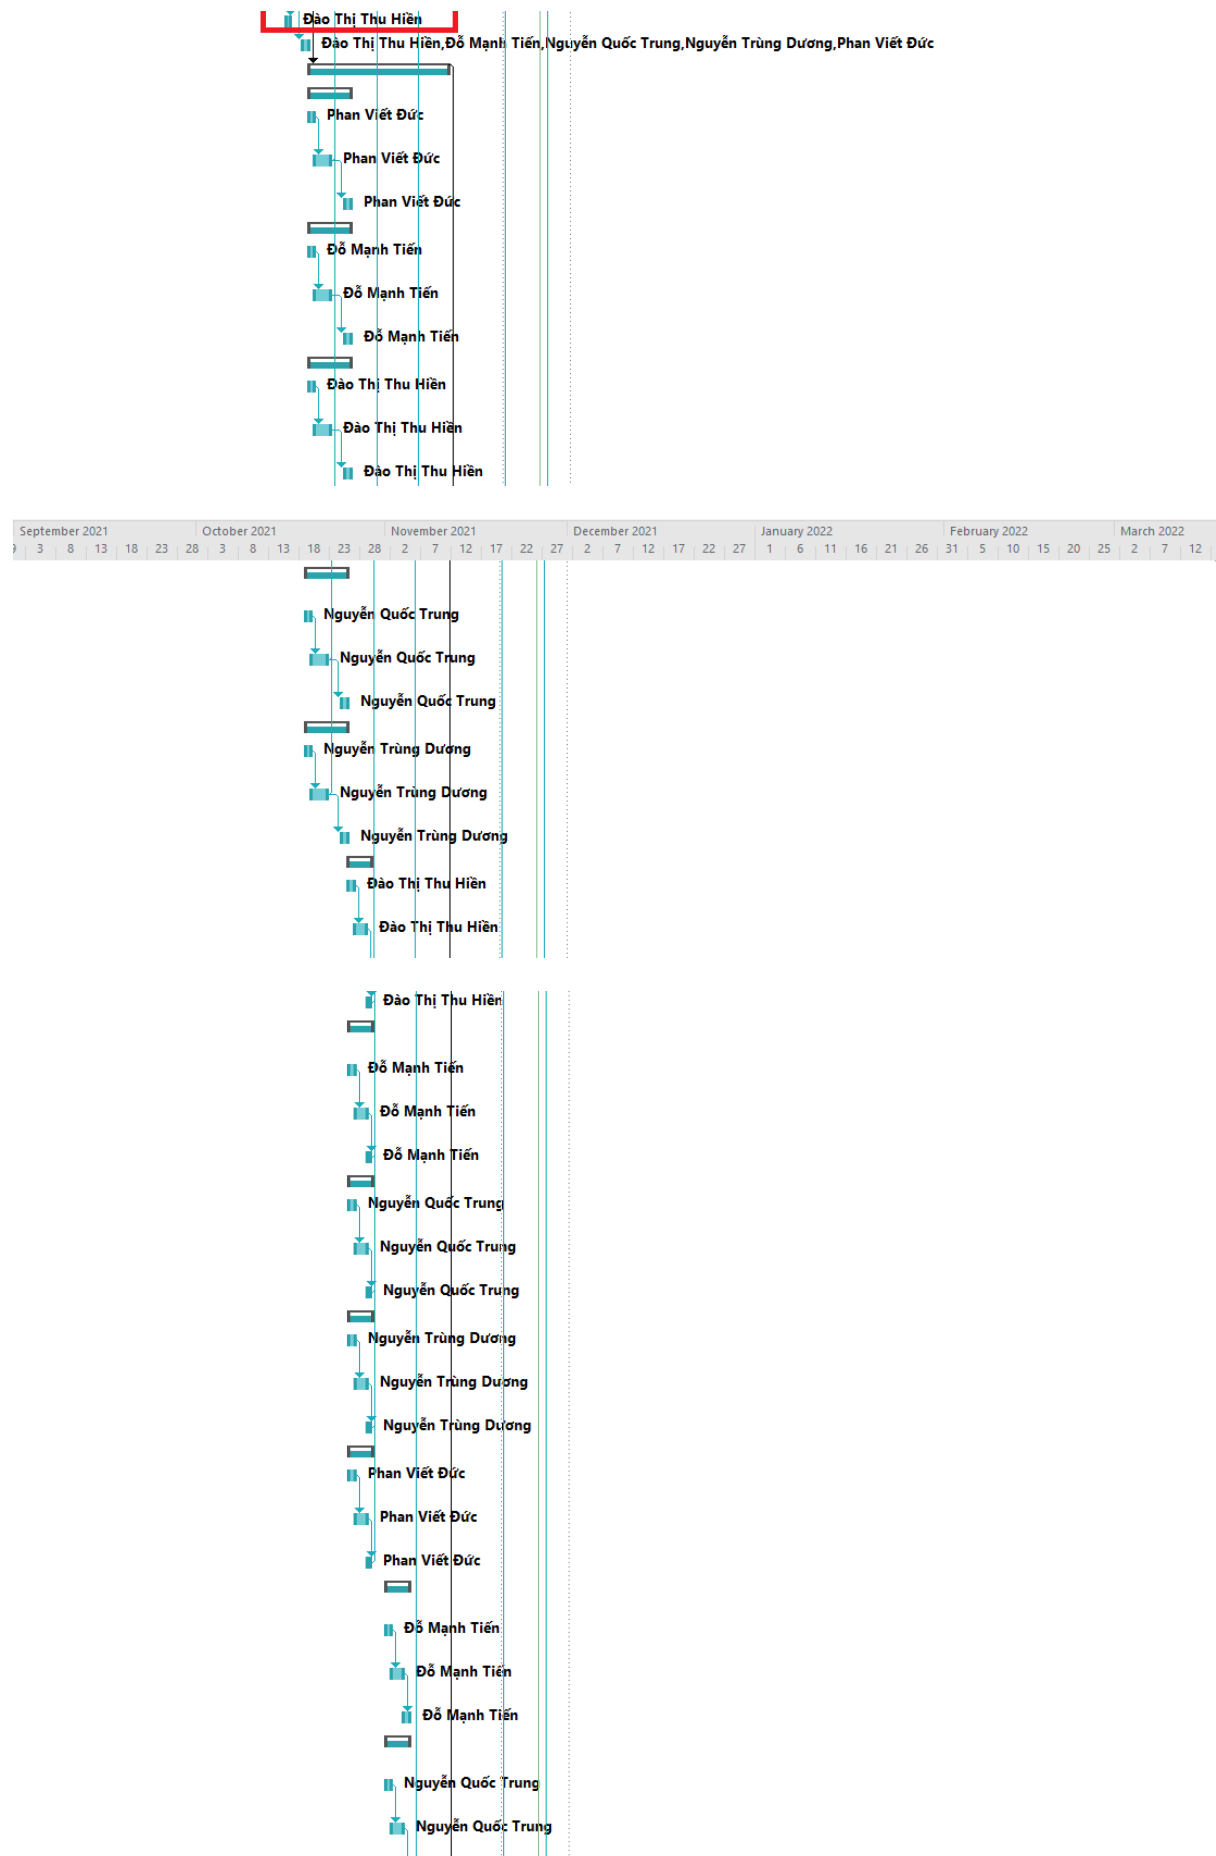 Đào Thị Thu Hiền
Đào Thị Thu Hiền,Đỗ Mạnh Tiến,Nguyễn Quốc Trung,Nguyễn Trùng Dương,Phan Viết Đức
Phan Viết Đức
Phan Viết Đức
Phan Viết Đức
Đỗ Mạnh Tiến
Đỗ Mạnh Tiến
Đỗ Mạnh Tiến
Đào Thị Thu Hiền
Đào Thị Thu Hiền
Đào Thị Thu Hiền
September 2021 October 2021 November 2021 December 2021 January 2022 February 2022 March 2022
3 8 13 18 23 28 3 8 13 18 23 28 2 7 12 17 22 27 2 7 12 17 22 27 1 6 11 16 21 26 31 5 10 15 20 25 2 7 12
Nguyễn Quốc Trung
Nguyễn Quốc Trung
Nguyễn Quốc Trung
Nguyễn Trùng Dương
Nguyễn Trùng Dương
Nguyễn Trùng Dương
Đào Thị Thu Hiền
Đào Thị Thu Hiền
Đào Thị Thu Hiền
Đỗ Mạnh Tiến
Đỗ Mạnh Tiến
Đỗ Mạnh Tiến
Nguyễn Quốc Trung
Nguyễn Quốc Trung
Nguyễn Quốc Trung
Nguyễn Trùng Dương
Nguyễn Trùng Dương
Nguyễn Trùng Dương
Phan Viết Đức
Phan Viết Đức
Phan Viết Đức
Đỗ Mạnh Tiến
Đỗ Mạnh Tiến
Đỗ Mạnh Tiến
Nguyễn Quốc Trung
Nguyễn Quốc Trung